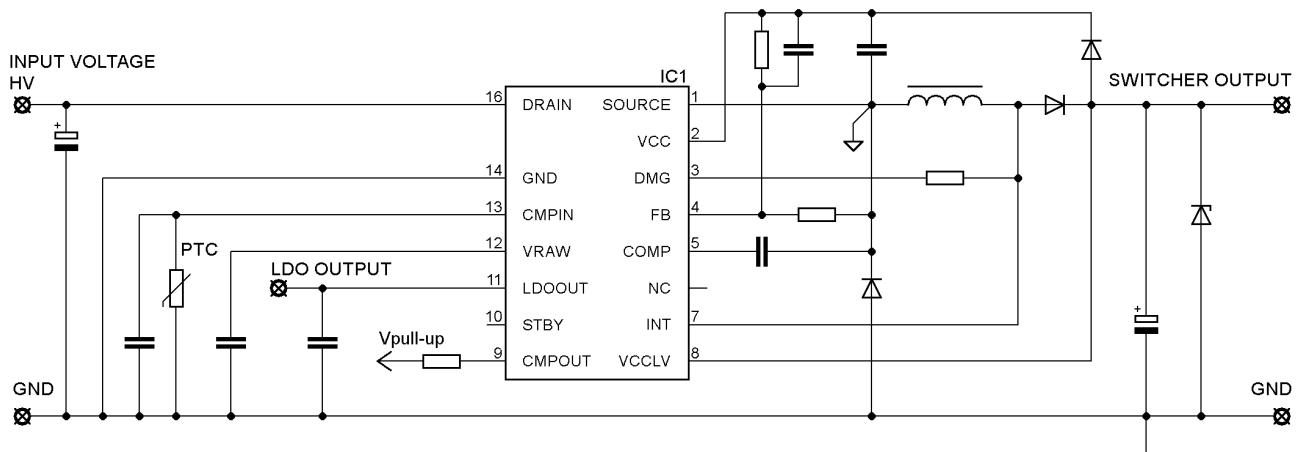 INPUT VOLTAGE
HV
IC1
SWITCHER OUTPUT
16 DRAIN SOURCE 1
VCC 2
14 GND DMG 3
13 CMPIN FB 4
PTC
12 VRAW COMP 5
LDO OUTPUT
11 LDOOUT NC
10 STBY INT 7
Vpull-up
9 CMPOUT VCCLV 8
+
+
GND
GND